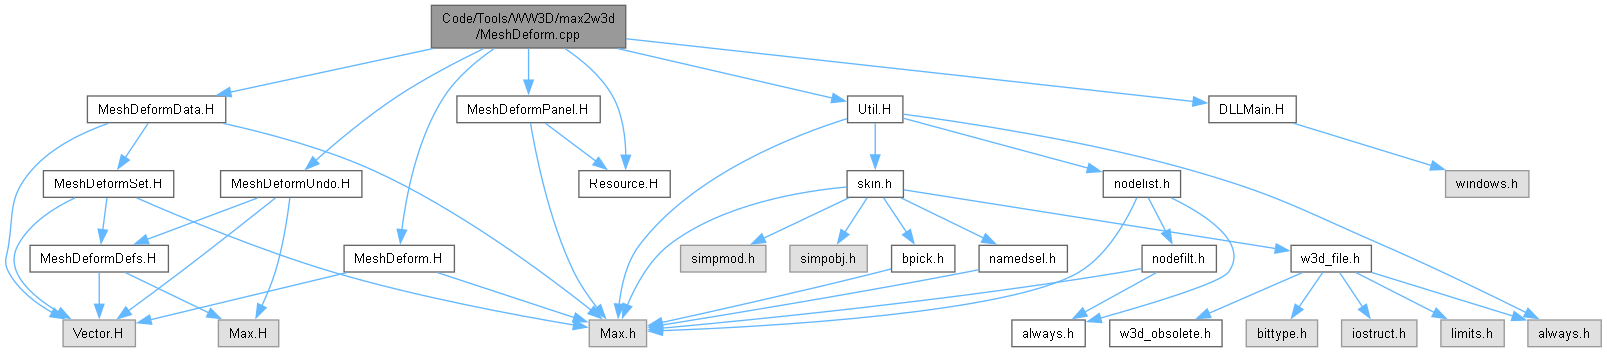 Code/Tools/WW3D/max2w3d
/MeshDeform.cpp
MeshDeformData.H
MeshDeformPanel.H
Util.H
DLLMain.H
MeshDeformSet.H
MeshDeformUndo.H
Resource.H
skin.h
nodelist.h
windows.h
MeshDeformDefs.H
MeshDeform.H
simpmod.h
simpobj.h
bpick.h
namedsel.h
nodefilt.h
w3d_file.h
Vector.H
Max.H
Max.h
always.h
w3d_obsolete.h
bittype.h
iostruct.h
limits.h
always.h